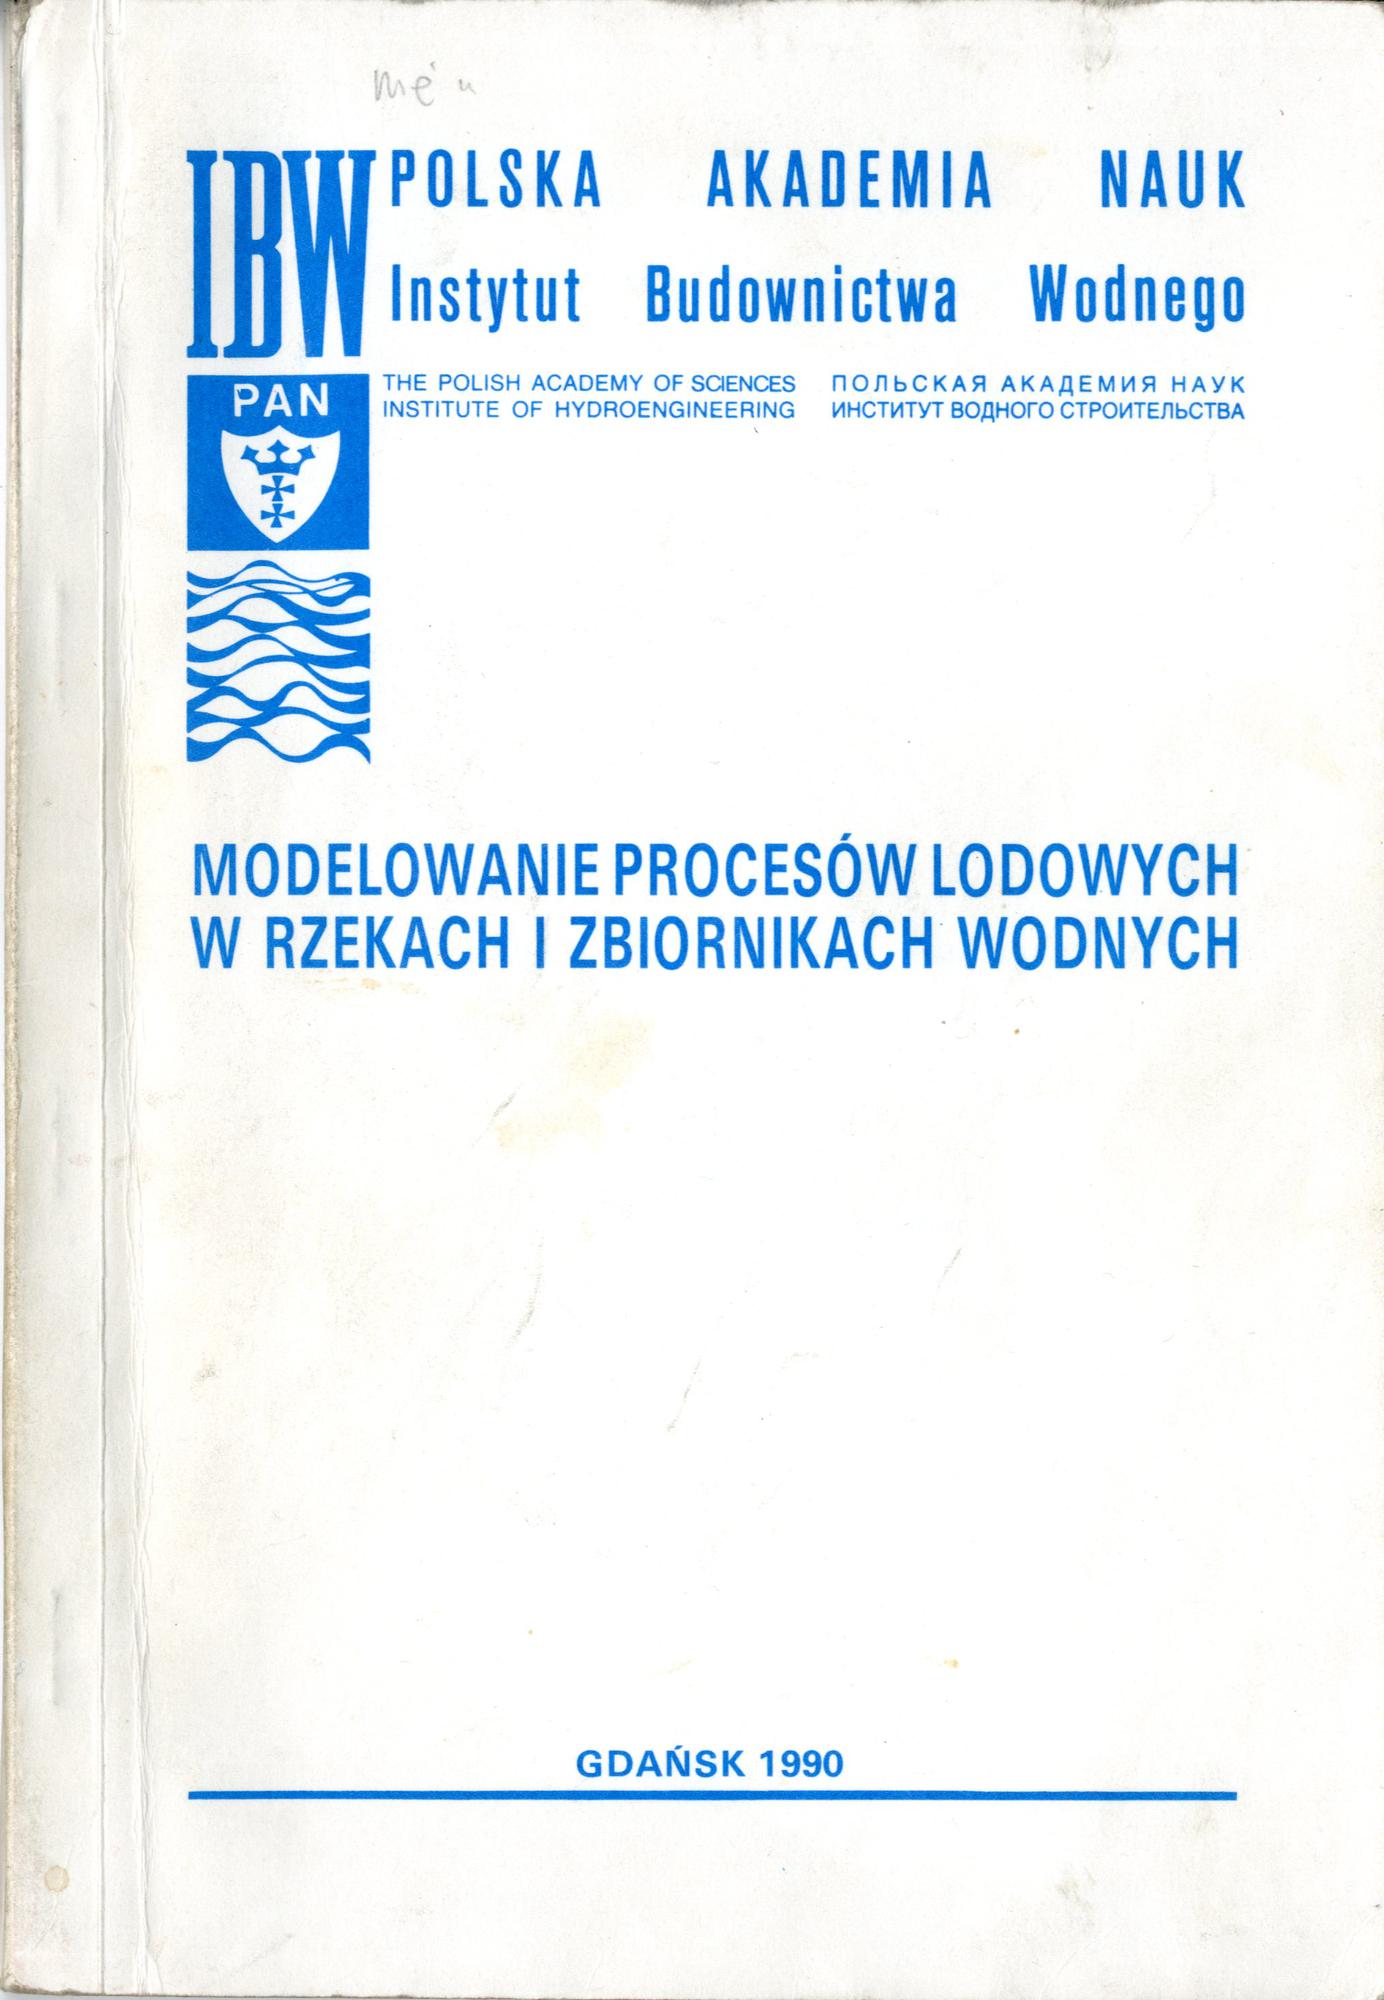 IBW
POLSKA AKADEMIA NAUK
Instytut Budownictwa Wodnego
PAN
THE POLISH ACADEMY OF SCIENCES
INSTITUTE OF HYDROENGINEERING
ПОЛЬСКАЯ АКАДЕМИЯ НАУК
ИНСТИТУТ ВОДНОГО СТРОИТЕЛЬСТВА
MODELOWANIE PROCESÓW LODOWYCH
W RZEKACH I ZBIORNIKACH WODNYCH
GDAŃSK 1990